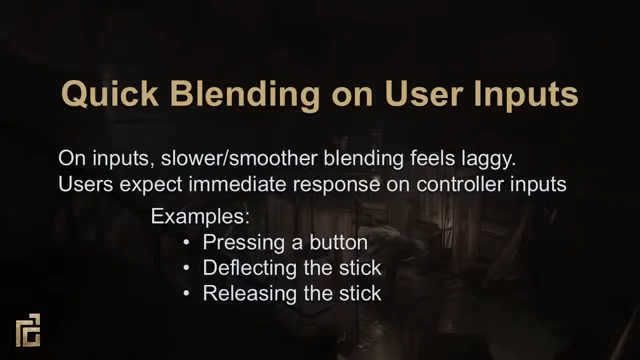 Quick Blending on User Inputs
On inputs, slower/smoother blending feels laggy.
Users expect immediate response on controller inputs
Examples:
• Pressing a button
• Deflecting the stick
• Releasing the stick